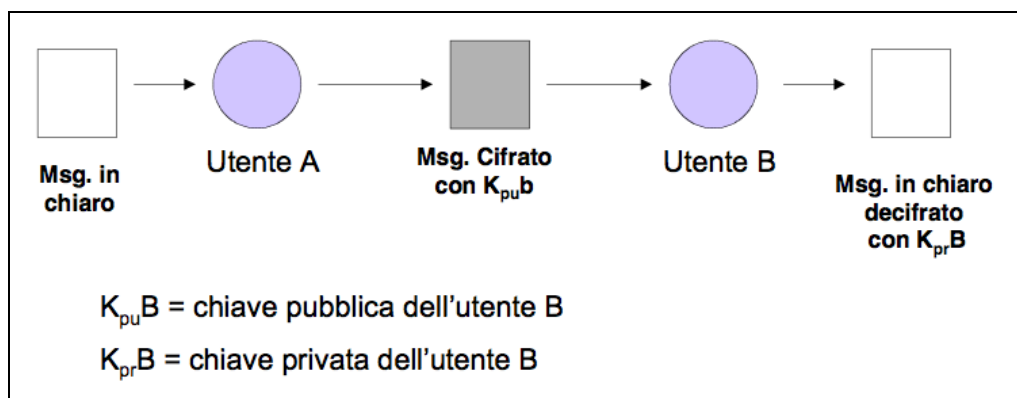 Msg. in
chiaro
Utente A
Msg. Cifrato
con Kpub
Utente B
Msg. in chiaro
decifrato
con KprB
KpuB = chiave pubblica dell'utente B
KprB = chiave privata dell'utente B